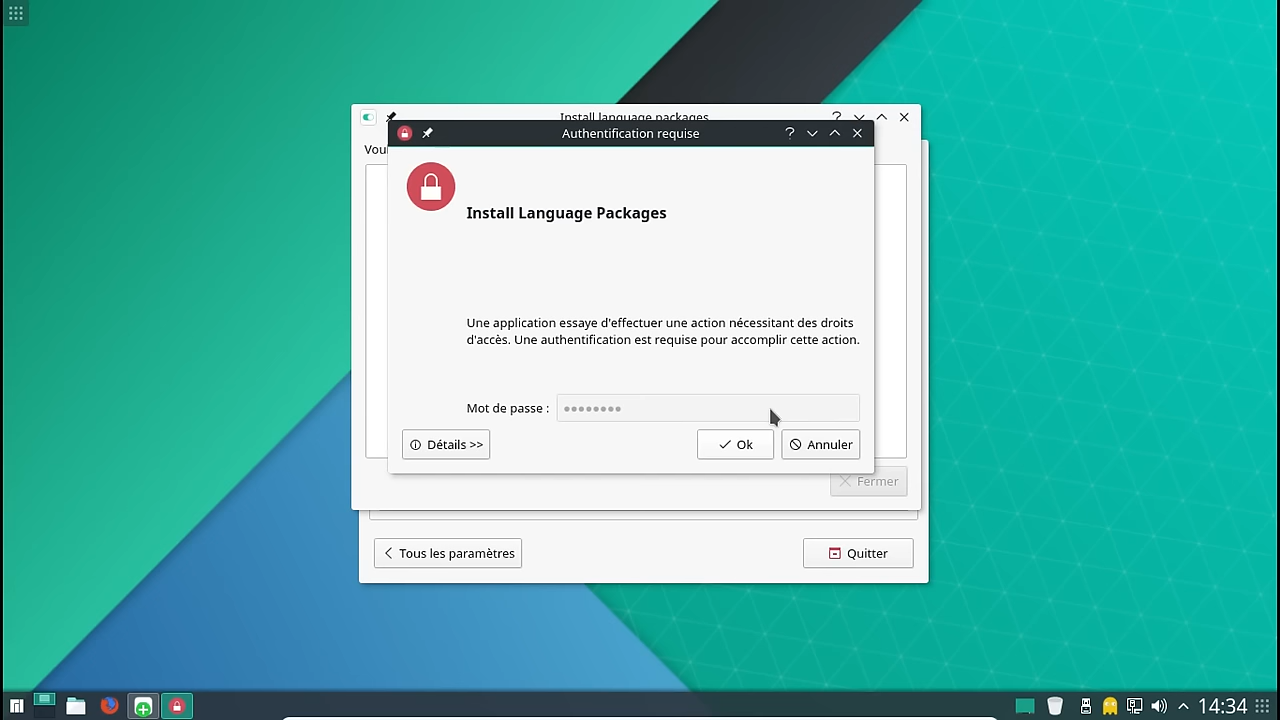 Install language packages
Authentification requise
Vou
Install Language Packages
Une application essaye d'effectuer une action nécessitant des droits
d'accès. Une authentification est requise pour accomplir cette action.
Mot de passe :
Détails >>
Ok
Annuler
Fermer
Tous les paramètres
Quitter
14:34